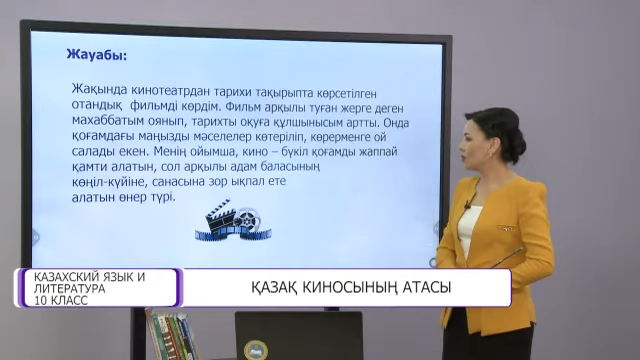 Жауабы:
Жақында кинотеатрдан тарихи тақырыпта көрсетілген
отандық фильмді көрдім. Фильм арқылы туған жерге деген
махаббатым оянып, тарихты оқуға құлшынысым артты. Онда
қоғамдағы маңызды мәселелер көтеріліп, көрерменге ой
салады екен. Менің ойымша, кино – бүкіл қоғамды жаппай
қамти алатын, сол арқылы адам баласының
көңіл-күйіне, санасына зор ықпал ете
алатын өнер түрі.
КАЗАХСКИЙ ЯЗЫК И
ЛИТЕРАТУРА
10 КЛАСС
ҚАЗАҚ КИНОСЫНЫҢ АТАСЫ